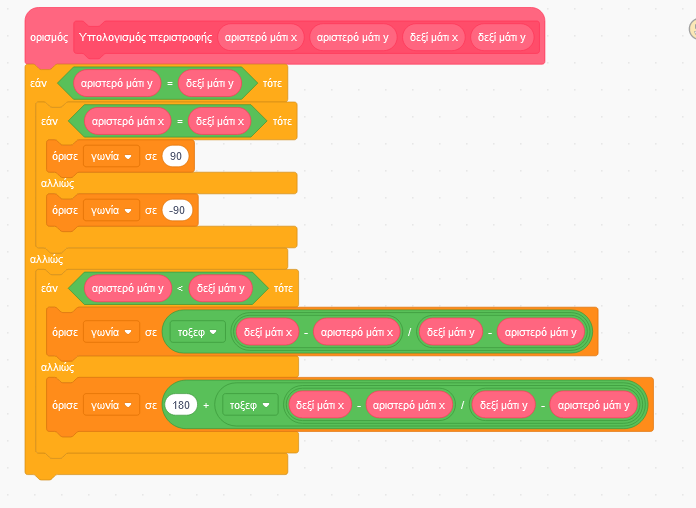 ορισμός Υπολογισμός περιστροφής αριστερό μάτι x αριστερό μάτι y δεξί μάτι x δεξί μάτι y
εάν αριστερό μάτι y = δεξί μάτι y τότε
εάν αριστερό μάτι x = δεξί μάτι x τότε
όρισε γωνία σε 90
αλλιώς
όρισε γωνία σε -90
αλλιώς
εάν αριστερό μάτι y < δεξί μάτι y τότε
όρισε γωνία σε τοξεφ δεξί μάτι x - αριστερό μάτι x / δεξί μάτι y - αριστερό μάτι y
αλλιώς
όρισε γωνία σε 180 + τοξεφ δεξί μάτι x - αριστερό μάτι x / δεξί μάτι y - αριστερό μάτι y